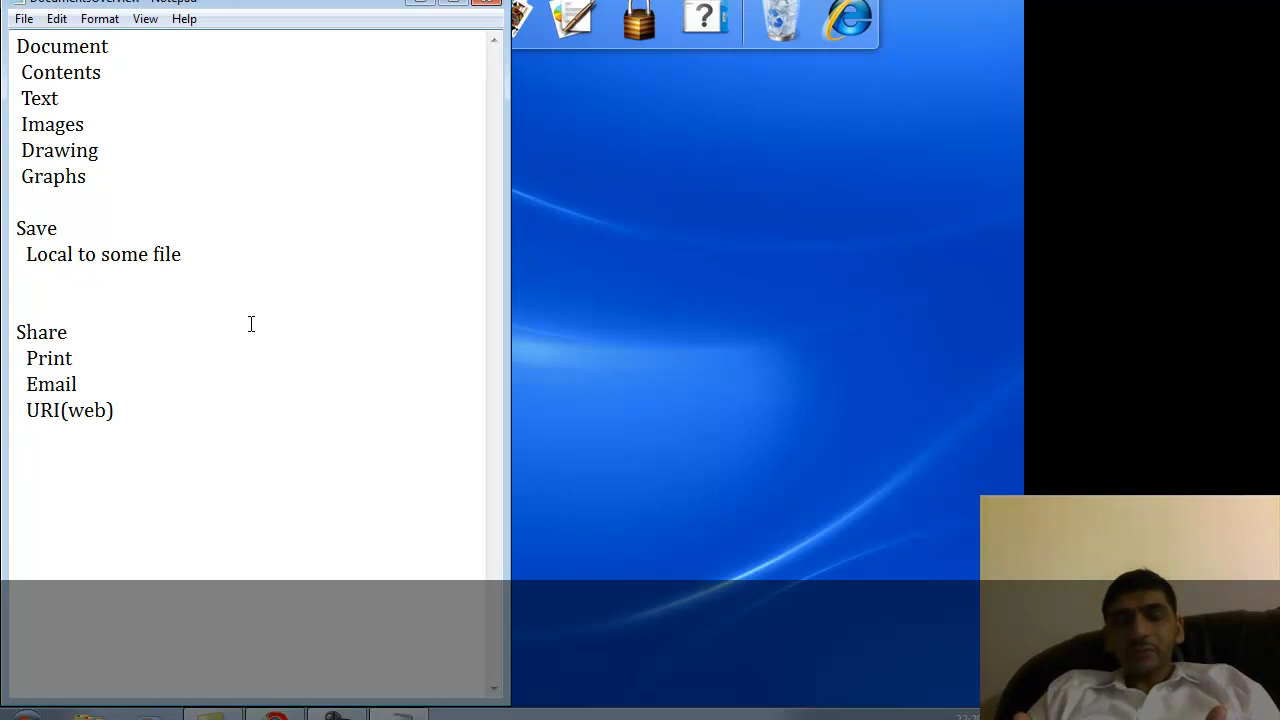 File Edit Format View Help
Document
Contents
Text
Images
Drawing
Graphs
Save
Local to some file
Share
Print
Email
URI(web)